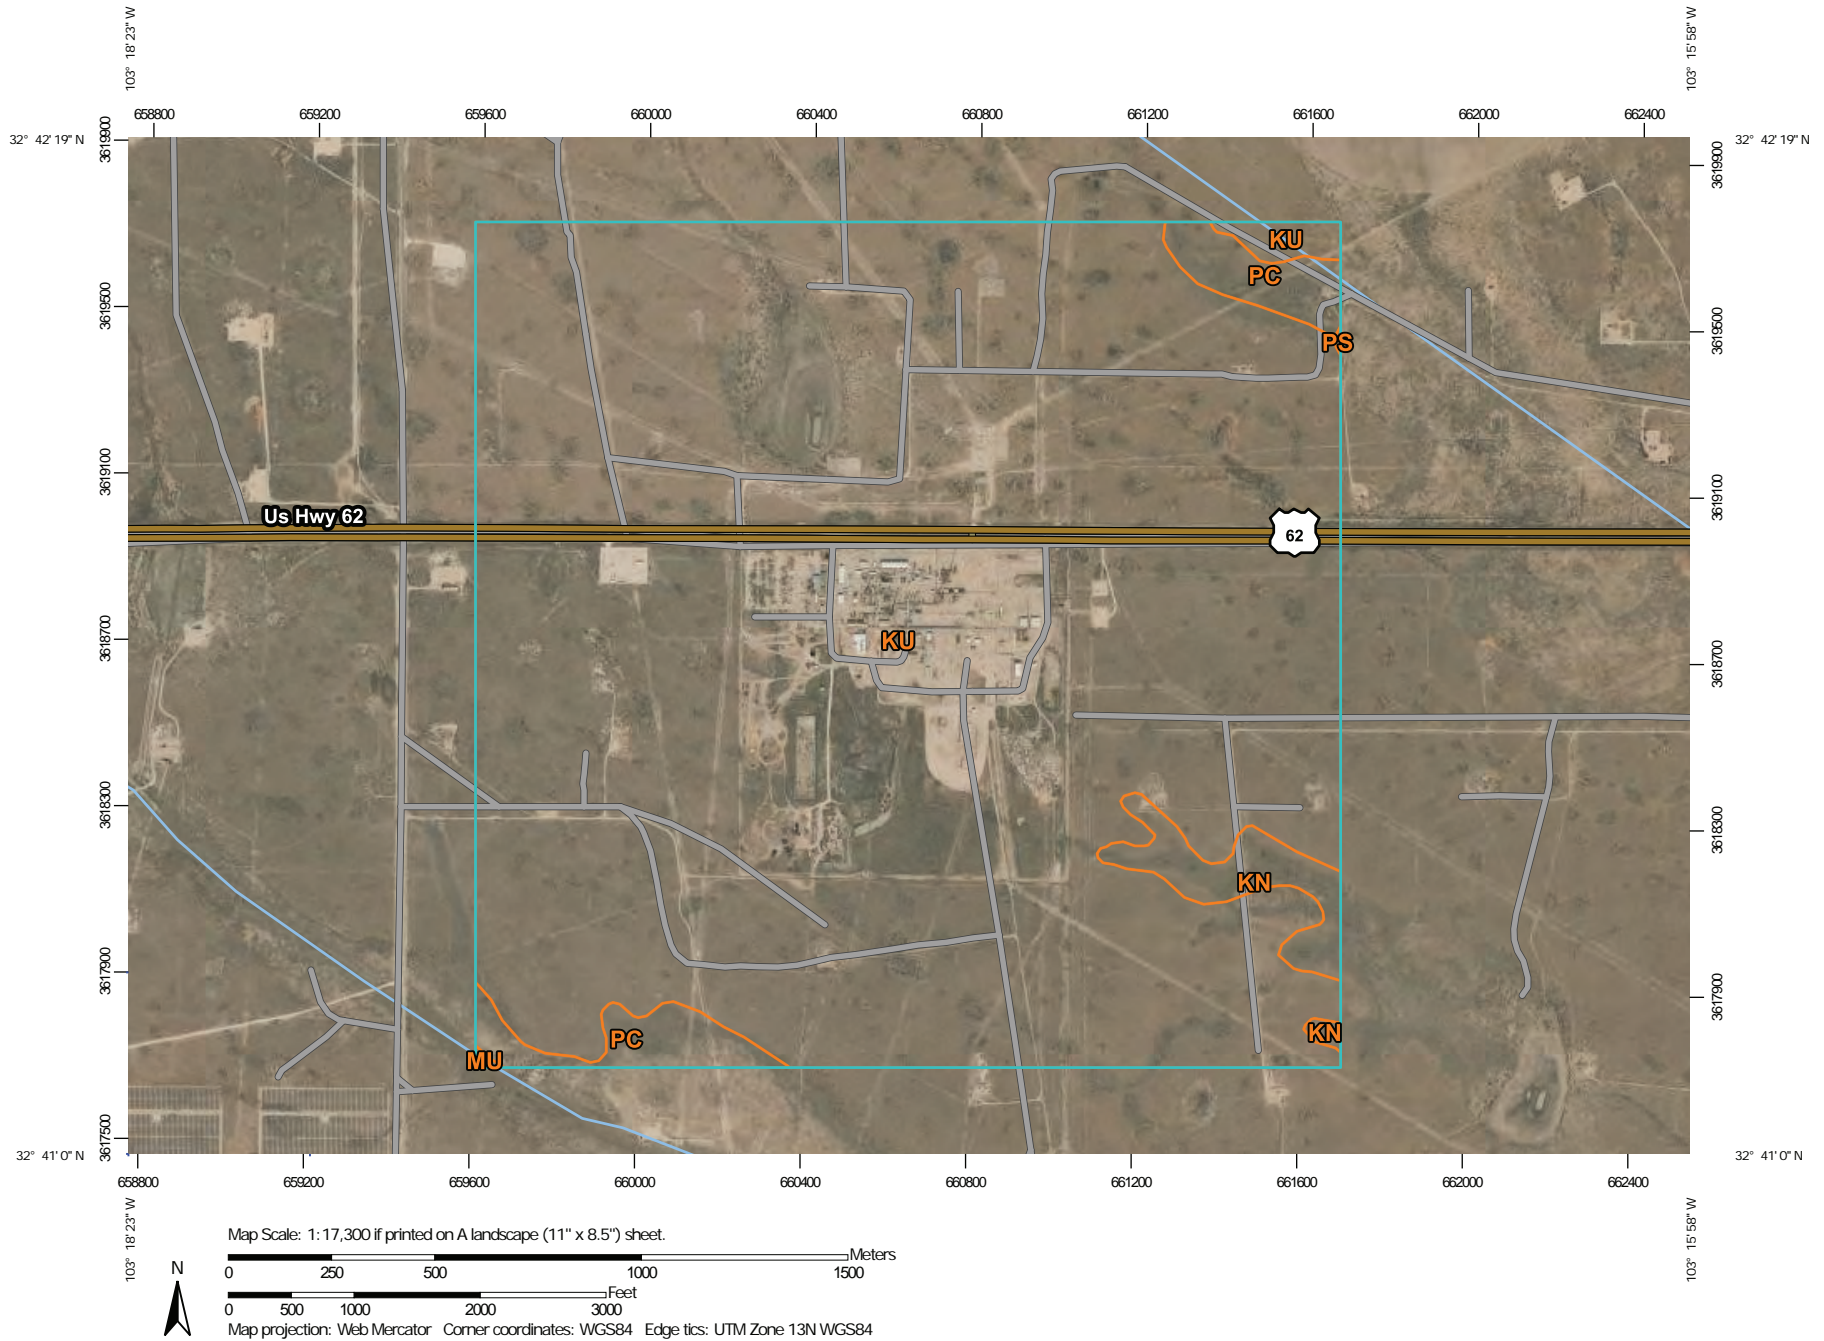 103° 18' 23" W
103° 15' 58" W
658800 659200 659600 660000 660400 660800 661200 661600 662000 662400
32° 42' 19" N
32° 42' 19" N
3619900
3619900
KU
PC
3619500
3619500
PS
3619100
3619100
Us Hwy 62
62
3618700
3618700
KU
3618300
3618300
KN
3617900
3617900
PC
KN
MU
3617500
32° 41' 0" N
32° 41' 0" N
658800 659200 659600 660000 660400 660800 661200 661600 662000 662400
103° 18' 23" W
103° 15' 58" W
Map Scale: 1:17,300 if printed on A landscape (11" x 8.5") sheet.
Meters
0 250 500 1000 1500
N
Feet
0 500 1000 2000 3000
Map projection: Web Mercator Corner coordinates: WGS84 Edge tics: UTM Zone 13N WGS84